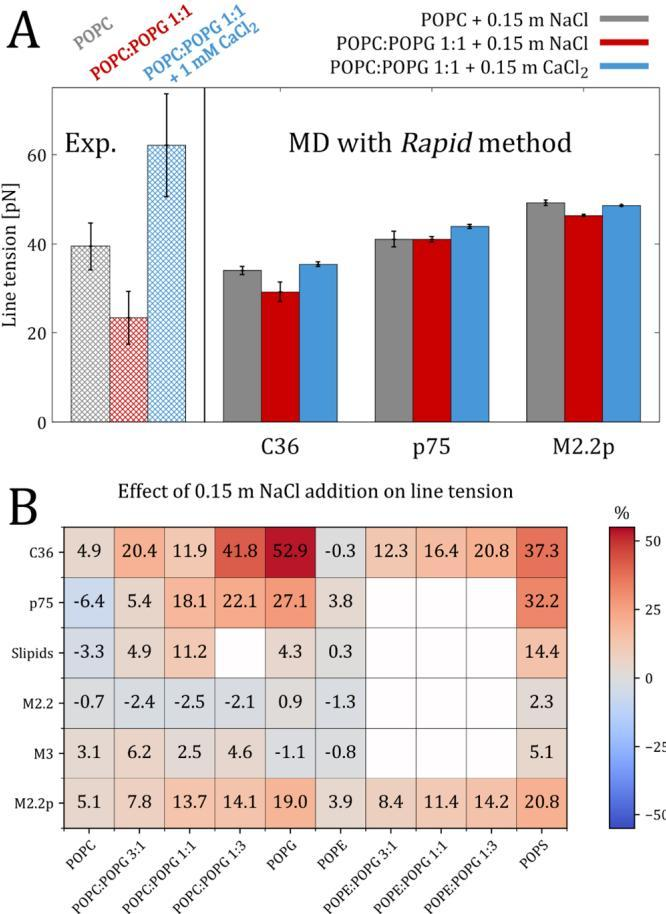 A
POPC
POPC:POPG 1:1
POPC:POPG 1:1
+ 1 mM CaCl₂
POPC + 0.15 m NaCl
POPC:POPG 1:1 + 0.15 m NaCl
POPC:POPG 1:1 + 0.15 m CaCl₂
Exp.
MD with Rapid method
Line tension [pN]
60
40
20
0
C36 p75 M2.2p
B
Effect of 0.15 m NaCl addition on line tension
%
C36 4.9 20.4 11.9 41.8 52.9 -0.3 12.3 16.4 20.8 37.3
p75 -6.4 5.4 18.1 22.1 27.1 3.8 32.2
Slipids -3.3 4.9 11.2 4.3 0.3 14.4
M2.2 -0.7 -2.4 -2.5 -2.1 0.9 -1.3 2.3
M3 3.1 6.2 2.5 4.6 -1.1 -0.8 5.1
M2.2p 5.1 7.8 13.7 14.1 19.0 3.9 8.4 11.4 14.2 20.8
50
25
0
−25
−50
POPC
POPC:POPG 3:1
POPC:POPG 1:1
POPC:POPG 1:3
POPG
POPE
POPE:POPG 3:1
POPE:POPG 1:1
POPE:POPG 1:3
POPS